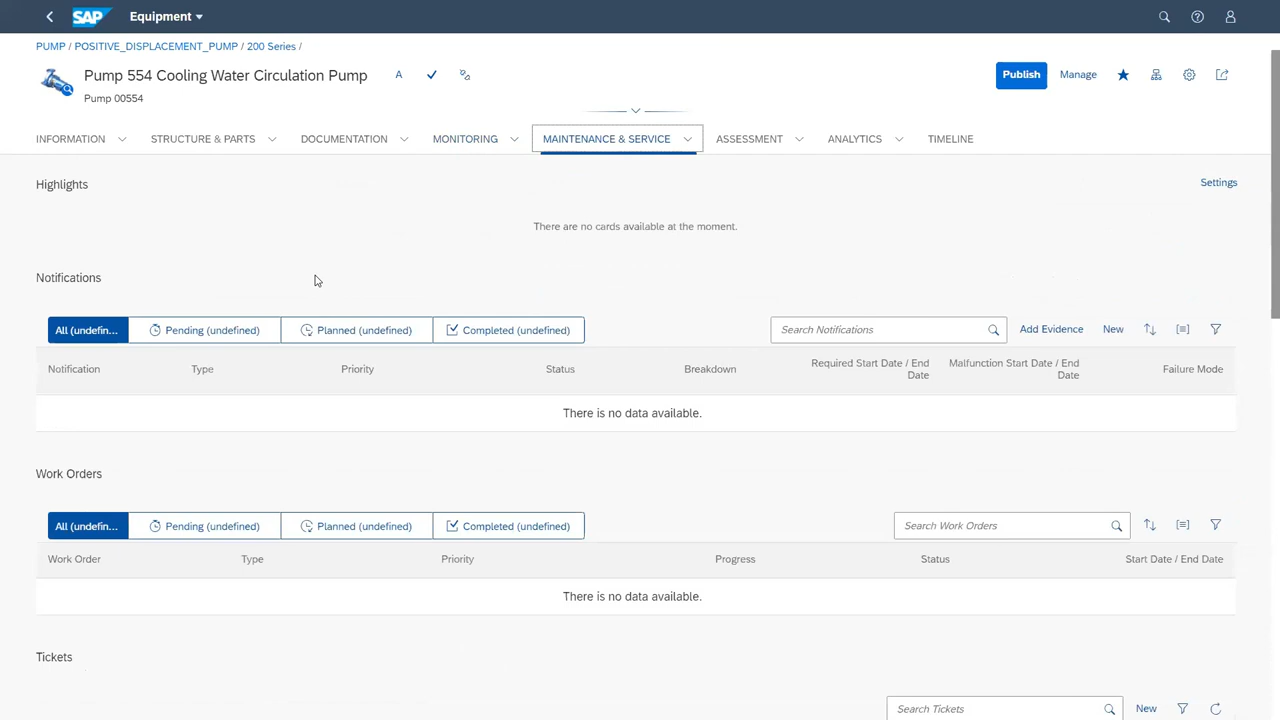 SAP Equipment
PUMP / POSITIVE_DISPLACEMENT_PUMP / 200 Series /
Pump 554 Cooling Water Circulation Pump A
Publish Manage
Pump 00554
INFORMATION STRUCTURE & PARTS DOCUMENTATION MONITORING MAINTENANCE & SERVICE ASSESSMENT ANALYTICS TIMELINE
Highlights Settings
There are no cards available at the moment.
Notifications
All (undefin... Pending (undefined) Planned (undefined) Completed (undefined) Search Notifications Add Evidence New
Notification Type Priority Status Breakdown Required Start Date / End Date Malfunction Start Date / End Date Failure Mode
There is no data available.
Work Orders
All (undefin... Pending (undefined) Planned (undefined) Completed (undefined) Search Work Orders
Work Order Type Priority Progress Status Start Date / End Date
There is no data available.
Tickets
Search Tickets New